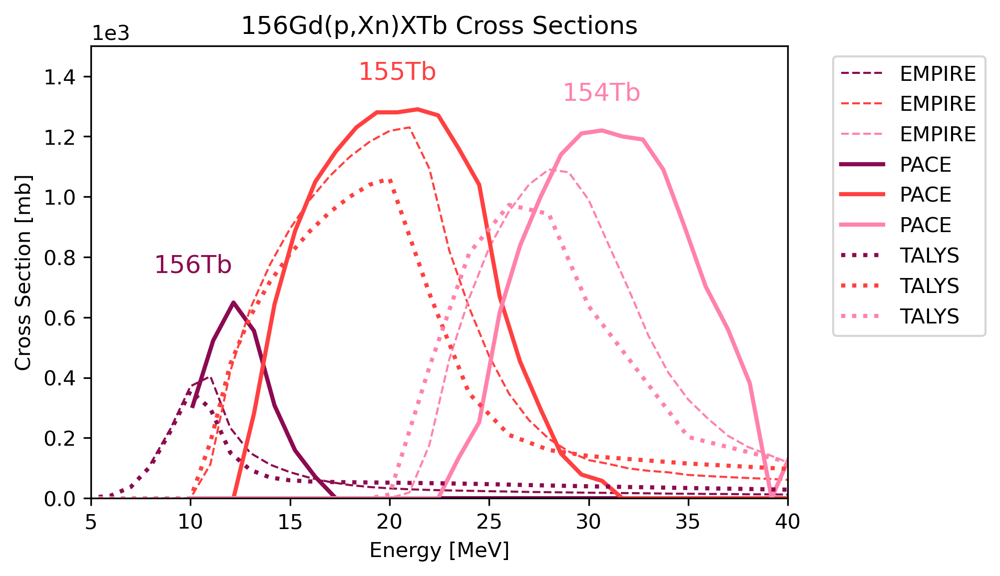 156Gd(p,Xn)XTb Cross Sections
1e3
155Tb
154Tb
156Tb
1.4
1.2
1.0
0.8
0.6
0.4
0.2
0.0
Cross Section [mb]
5 10 15 20 25 30 35 40
Energy [MeV]
EMPIRE
EMPIRE
EMPIRE
PACE
PACE
PACE
TALYS
TALYS
TALYS